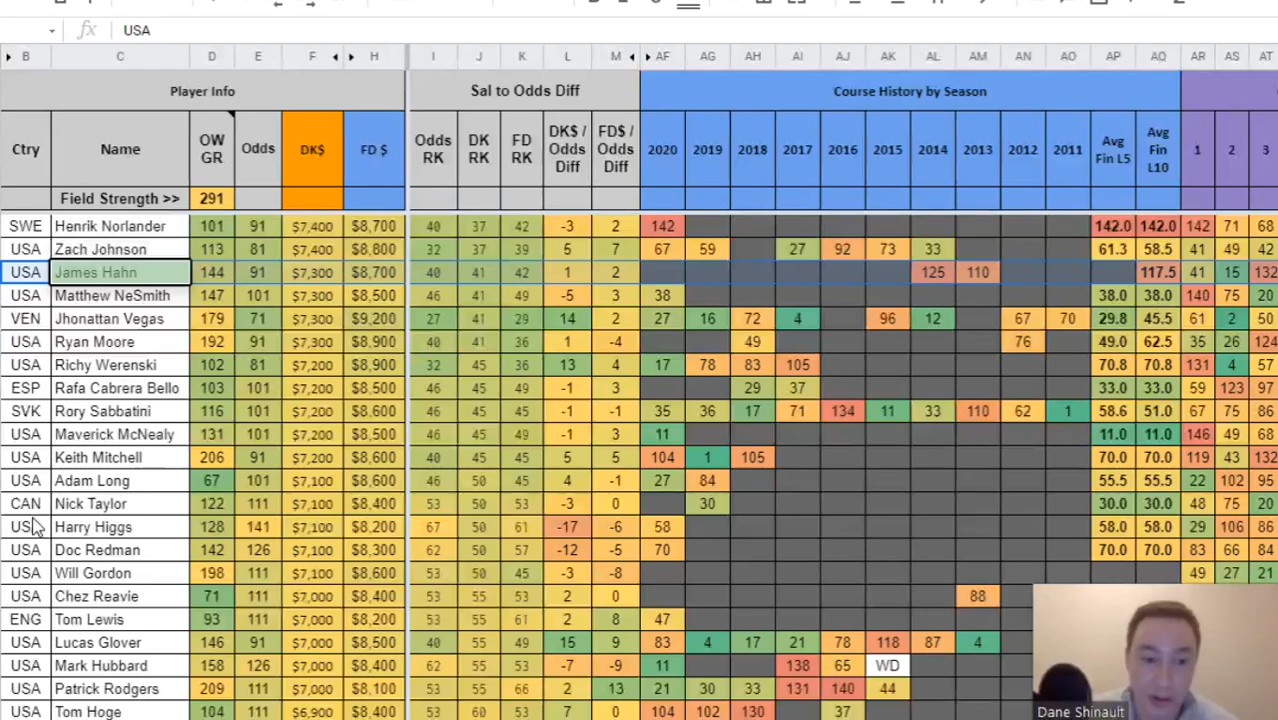 fx USA
B C D E F H I J K L M AF AG AH AI AJ AK AL AM AN AO AP AQ AR AS AT
Player Info Sal to Odds Diff Course History by Season
Ctry Name OW GR Odds DK$ FD $ Odds RK DK RK FD RK DK$ / Odds Diff FD$ / Odds Diff 2020 2019 2018 2017 2016 2015 2014 2013 2012 2011 Avg Fin L5 Avg Fin L10 1 2 3
Field Strength >> 291
SWE Henrik Norlander 101 91 $7,400 $8,700 40 37 42 -3 2 142 142.0 142.0 142 71 68
USA Zach Johnson 113 81 $7,400 $8,800 32 37 39 5 7 67 59 27 92 73 33 61.3 58.5 41 49 42
USA James Hahn 144 91 $7,300 $8,700 40 41 42 1 2 125 110 117.5 41 15 132
USA Matthew NeSmith 147 101 $7,300 $8,500 46 41 49 -5 3 38 38.0 38.0 140 75 20
VEN Jhonattan Vegas 179 71 $7,300 $9,200 27 41 29 14 2 27 16 72 4 96 12 67 70 29.8 45.5 61 2 50
USA Ryan Moore 192 91 $7,300 $8,900 40 41 36 1 -4 49 76 49.0 62.5 35 26 124
USA Richy Werenski 102 81 $7,200 $8,900 32 45 36 13 4 17 78 83 105 70.8 70.8 131 4 57
ESP Rafa Cabrera Bello 103 101 $7,200 $8,500 46 45 49 -1 3 29 37 33.0 33.0 59 123 97
SVK Rory Sabbatini 116 101 $7,200 $8,600 46 45 45 -1 -1 35 36 17 71 134 11 33 110 62 1 58.6 51.0 67 75 86
USA Maverick McNealy 131 101 $7,200 $8,500 46 45 49 -1 3 11 11.0 11.0 146 49 68
USA Keith Mitchell 206 91 $7,200 $8,600 40 45 45 5 5 104 1 105 70.0 70.0 119 43 132
USA Adam Long 67 101 $7,100 $8,600 46 50 45 4 -1 27 84 55.5 55.5 22 102 95
CAN Nick Taylor 122 111 $7,100 $8,400 53 50 53 -3 0 30 30.0 30.0 48 75 20
USA Harry Higgs 128 141 $7,100 $8,200 67 50 61 -17 -6 58 58.0 58.0 29 106 86
USA Doc Redman 142 126 $7,100 $8,300 62 50 57 -12 -5 70 70.0 70.0 83 66 84
USA Will Gordon 198 111 $7,100 $8,600 53 50 45 -3 -8 49 27 21
USA Chez Reavie 71 111 $7,000 $8,400 53 55 53 2 0 88
ENG Tom Lewis 93 111 $7,000 $8,200 53 55 61 2 8 47
USA Lucas Glover 146 91 $7,000 $8,500 40 55 49 15 9 83 4 17 21 78 118 87 4
USA Mark Hubbard 158 126 $7,000 $8,400 62 55 53 -7 -9 11 138 65 WD
USA Patrick Rodgers 209 111 $7,000 $8,100 53 55 66 2 13 21 30 33 131 140 44
USA Tom Hoge 104 111 $6,900 $8,400 53 60 53 7 0 104 102 130 37
Dane Shinault